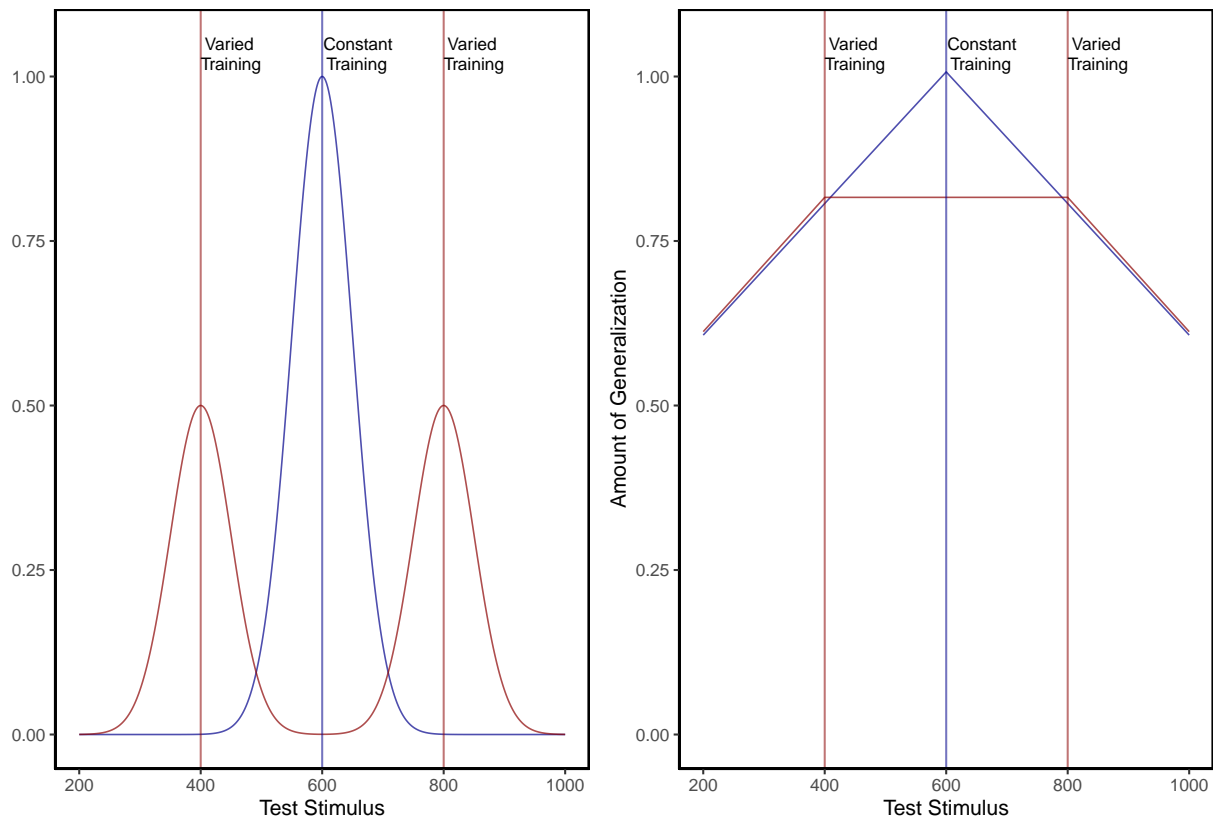 Varied
Training
Constant
Training
Varied
Training
1.00
0.75
0.50
0.25
0.00
200
400
600
800
1000
Test Stimulus
Varied
Training
Constant
Training
Varied
Training
Amount of Generalization
1.00
0.75
0.50
0.25
0.00
200
400
600
800
1000
Test Stimulus